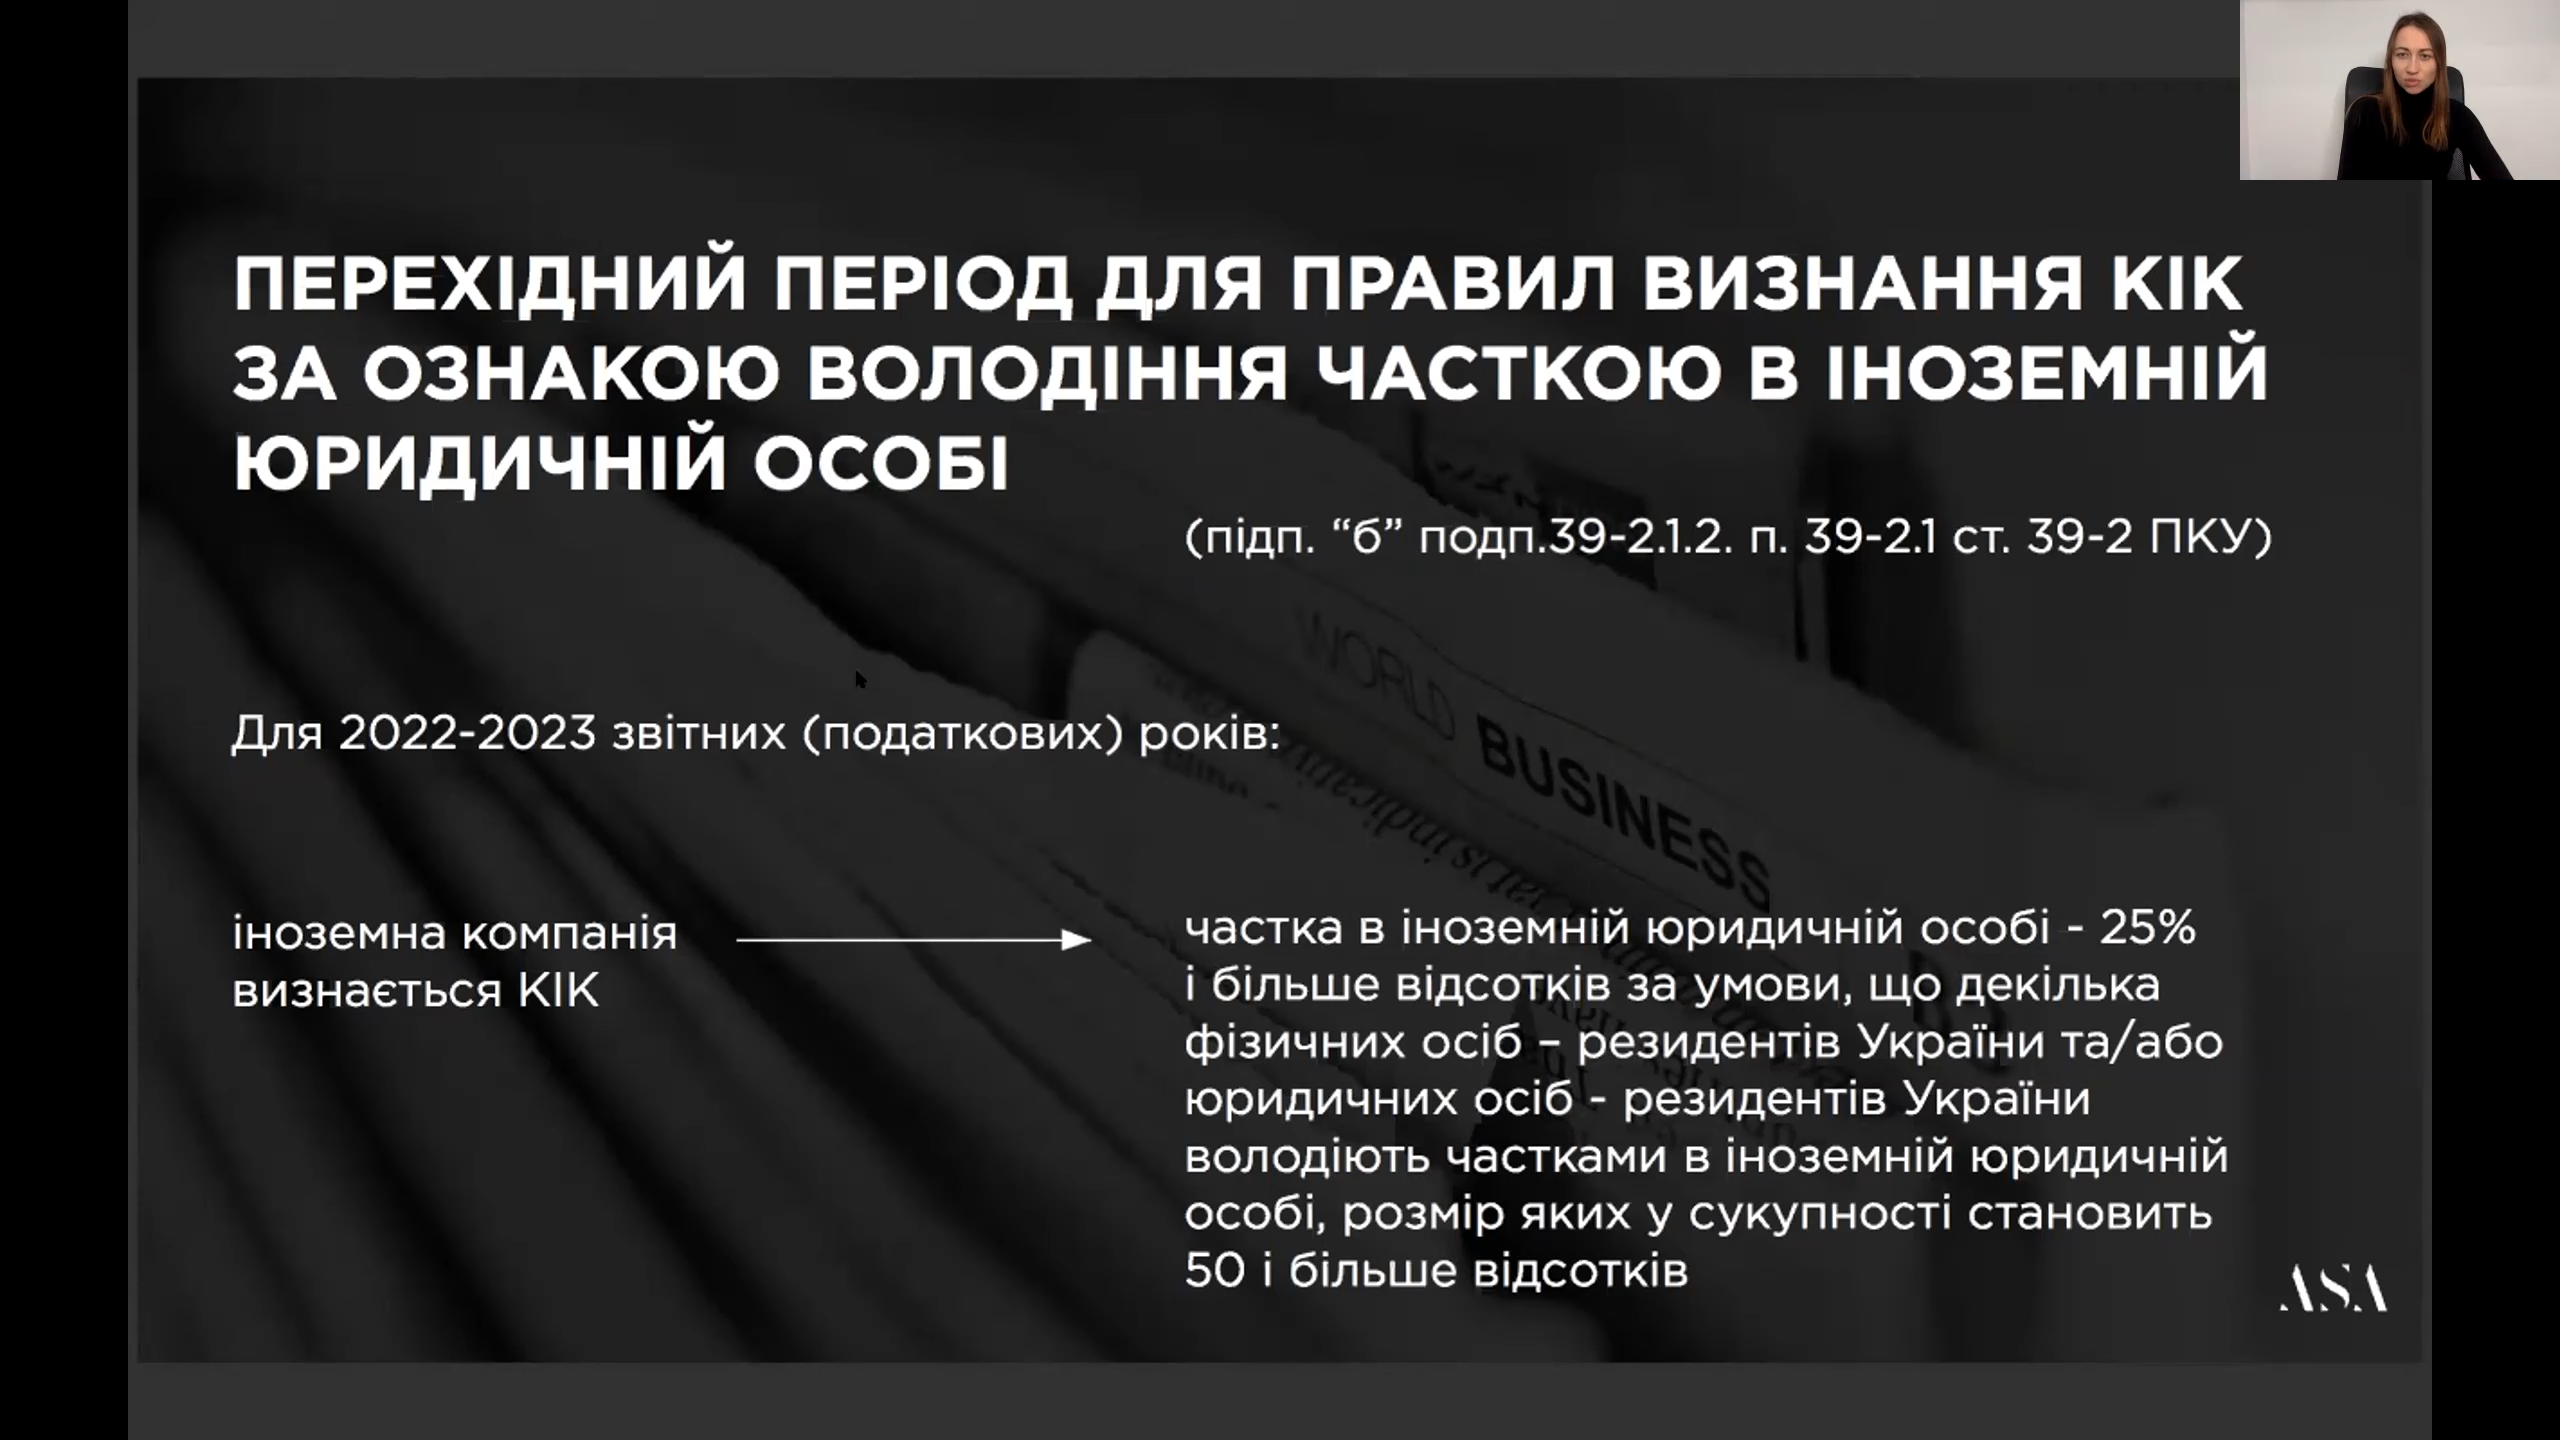 ПЕРЕХІДНИЙ ПЕРІОД ДЛЯ ПРАВИЛ ВИЗНАННЯ КІК
ЗА ОЗНАКОЮ ВОЛОДІННЯ ЧАСТКОЮ В ІНОЗЕМНІЙ
ЮРИДИЧНІЙ ОСОБІ
(підп. “б” подп.39-2.1.2. п. 39-2.1 ст. 39-2 ПКУ)
WORLD BUSINESS
Для 2022-2023 звітних (податкових) років:
іноземна компанія
визнається КІК
частка в іноземній юридичній особі - 25%
і більше відсотків за умови, що декілька
фізичних осіб – резидентів України та/або
юридичних осіб - резидентів України
володіють частками в іноземній юридичній
особі, розмір яких у сукупності становить
50 і більше відсотків
ASA